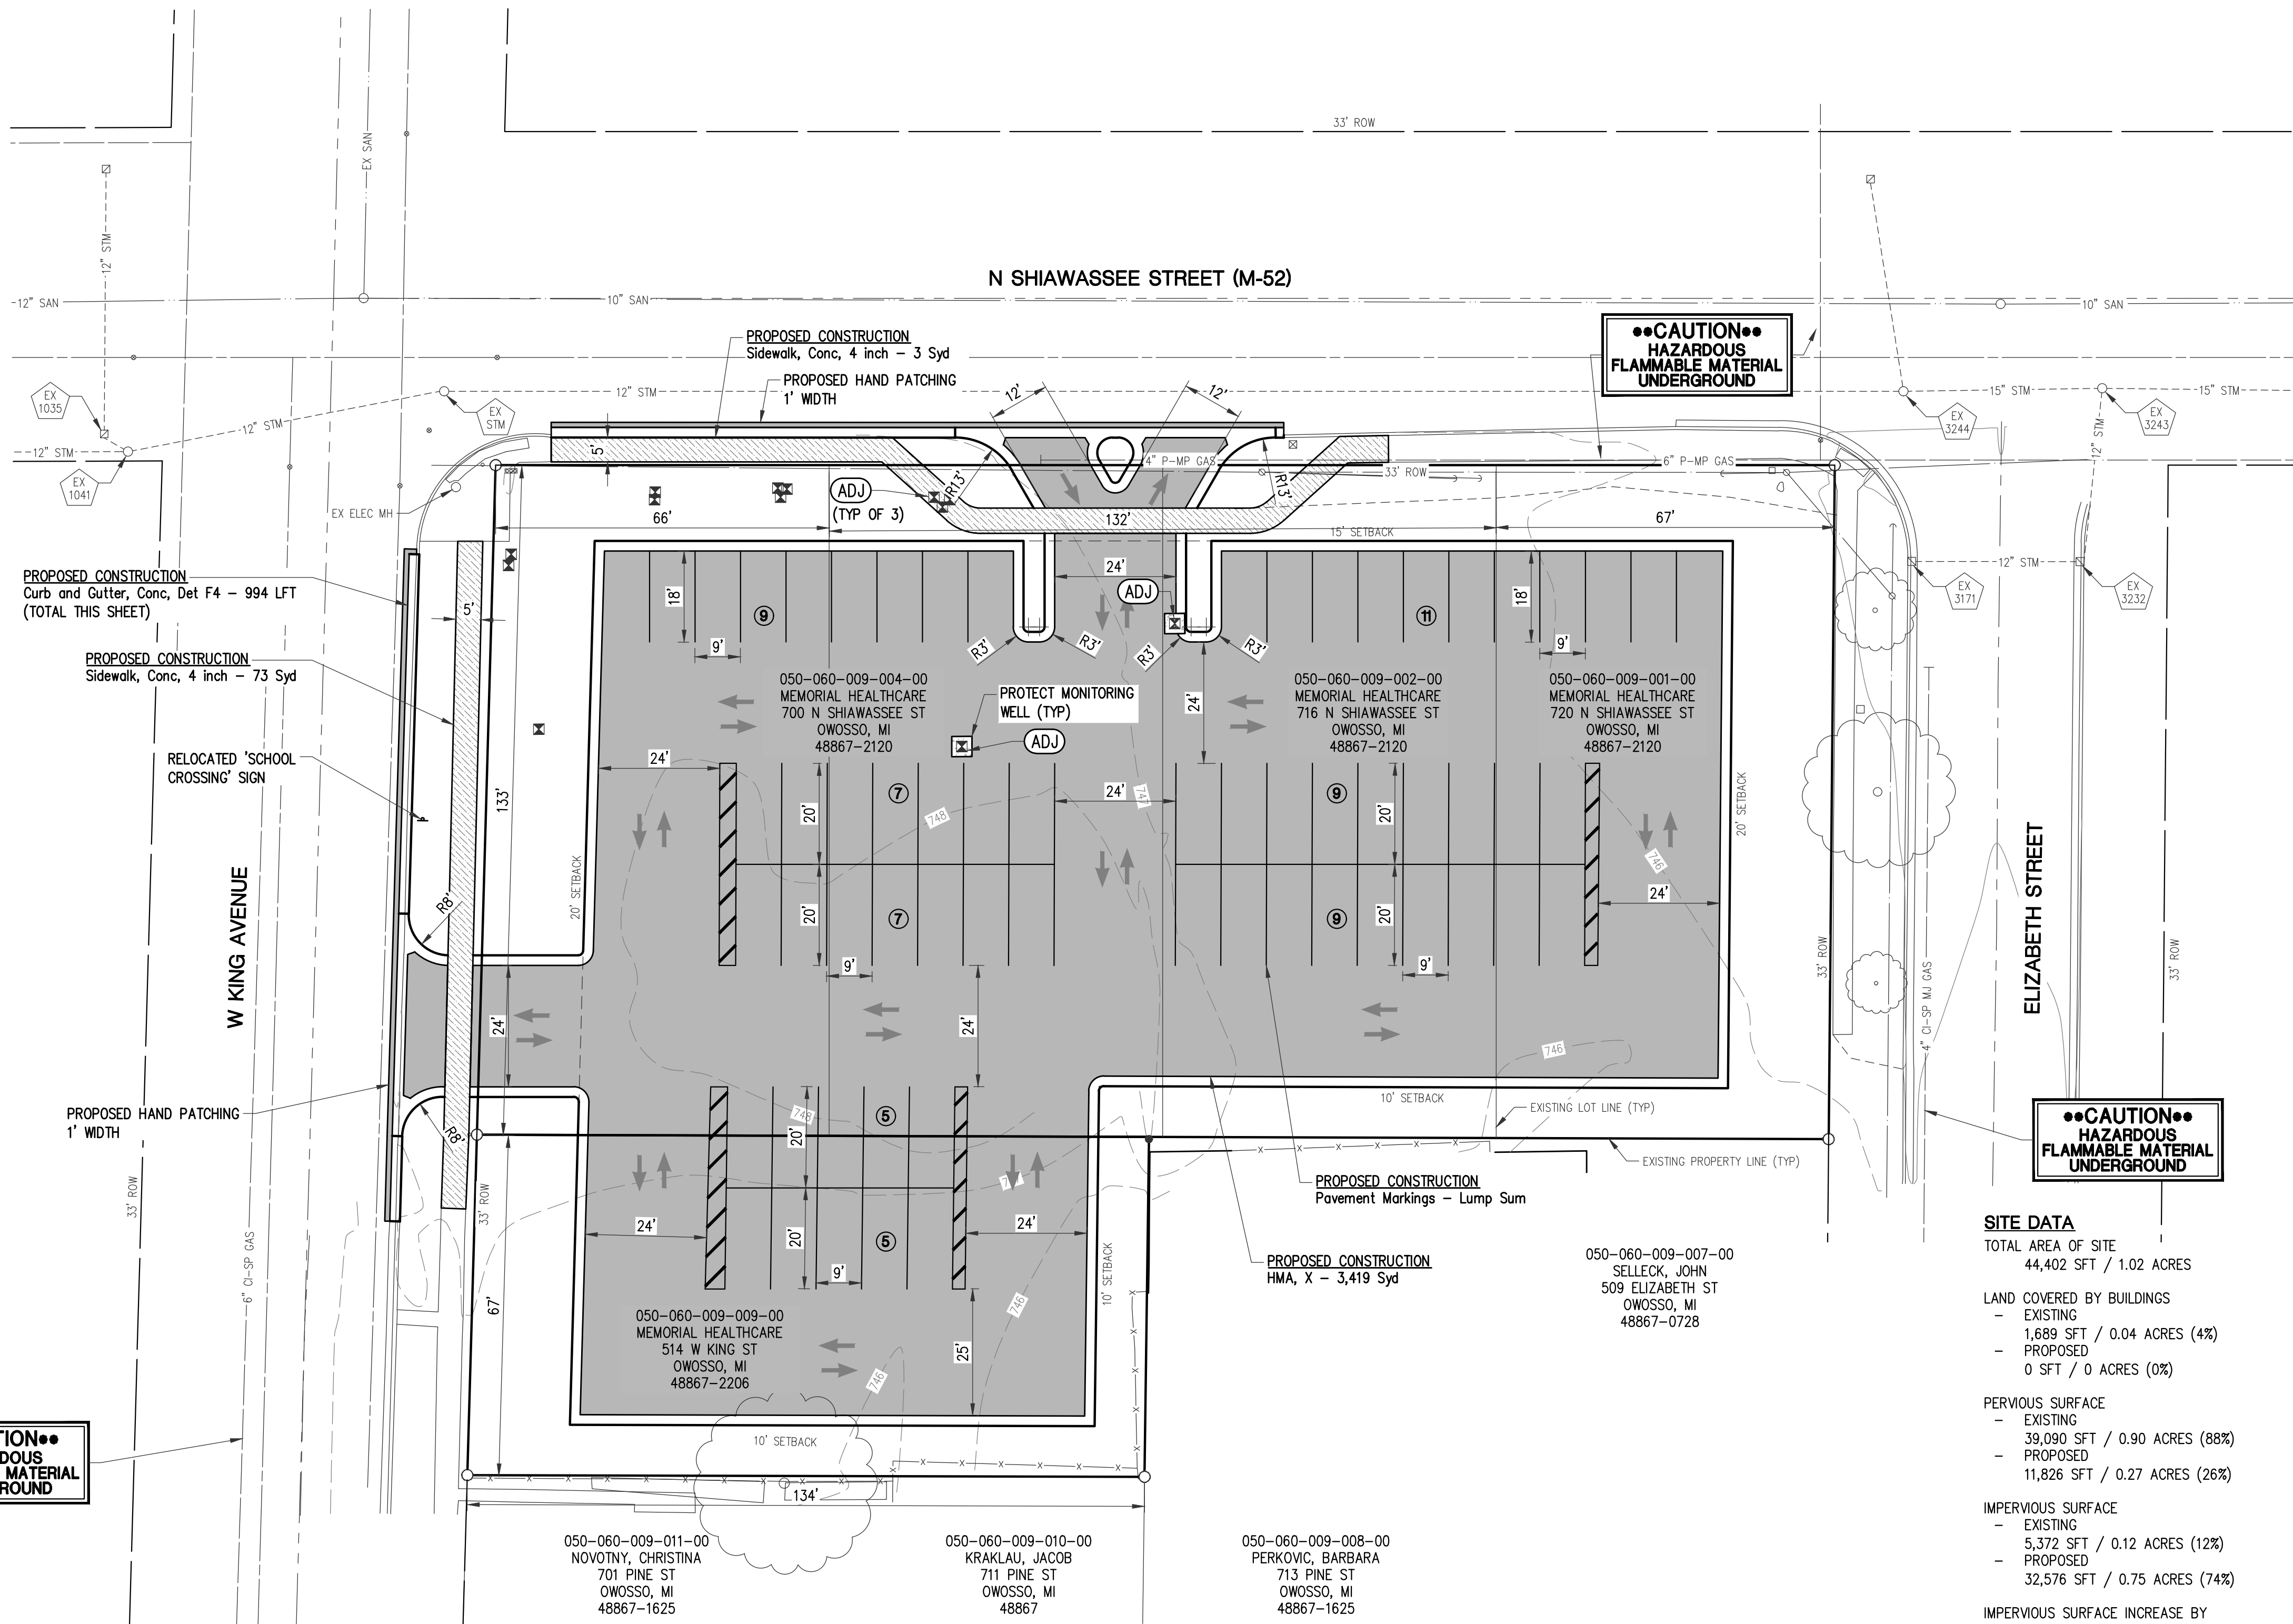 33' ROW
EX SAN
12" STM
N SHIAWASSEE STREET (M-52)
12" SAN
10" SAN
10" SAN
PROPOSED CONSTRUCTION
Sidewalk, Conc, 4 inch – 3 Syd
PROPOSED HAND PATCHING
1' WIDTH
●●CAUTION●●
HAZARDOUS
FLAMMABLE MATERIAL
UNDERGROUND
EX
1035
EX
STM
12" STM
12" STM
12" STM
EX
1041
12'
12'
15" STM
15" STM
EX
3244
EX
3243
12" STM
5'
4" P-MP GAS
6" P-MP GAS
33' ROW
R13'
R13'
ADJ
(TYP OF 3)
EX ELEC MH
66'
132'
67'
15' SETBACK
12" STM
EX
3171
EX
3232
PROPOSED CONSTRUCTION
Curb and Gutter, Conc, Det F4 – 994 LFT
(TOTAL THIS SHEET)
5'
18'
9
9'
24'
ADJ
R3'
R3'
R3'
R3'
11
18'
9'
PROPOSED CONSTRUCTION
Sidewalk, Conc, 4 inch – 73 Syd
RELOCATED 'SCHOOL
CROSSING' SIGN
050-060-009-004-00
MEMORIAL HEALTHCARE
700 N SHIAWASSEE ST
OWOSSO, MI
48867-2120
PROTECT MONITORING
WELL (TYP)
ADJ
24'
050-060-009-002-00
MEMORIAL HEALTHCARE
716 N SHIAWASSEE ST
OWOSSO, MI
48867-2120
050-060-009-001-00
MEMORIAL HEALTHCARE
720 N SHIAWASSEE ST
OWOSSO, MI
48867-2120
133'
24'
20'
7
748
24'
747
9
20'
746
20' SETBACK
20' SETBACK
W KING AVENUE
R8'
20'
7
9'
9
20'
9'
24'
33' ROW
4" CI-SP MJ GAS
ELIZABETH STREET
33' ROW
24'
24'
746
10' SETBACK
EXISTING LOT LINE (TYP)
EXISTING PROPERTY LINE (TYP)
●●CAUTION●●
HAZARDOUS
FLAMMABLE MATERIAL
UNDERGROUND
PROPOSED HAND PATCHING
1' WIDTH
R8'
33' ROW
33' ROW
6" CI-SP GAS
748
20'
5
24'
20'
5
9'
24'
10' SETBACK
PROPOSED CONSTRUCTION
Pavement Markings – Lump Sum
PROPOSED CONSTRUCTION
HMA, X – 3,419 Syd
050-060-009-007-00
SELLECK, JOHN
509 ELIZABETH ST
OWOSSO, MI
48867-0728
67'
050-060-009-009-00
MEMORIAL HEALTHCARE
514 W KING ST
OWOSSO, MI
48867-2206
25'
746
746
10' SETBACK
134'
TION●●
DOUS
MATERIAL
ROUND
050-060-009-011-00
NOVOTNY, CHRISTINA
701 PINE ST
OWOSSO, MI
48867-1625
050-060-009-010-00
KRAKLAU, JACOB
711 PINE ST
OWOSSO, MI
48867
050-060-009-008-00
PERKOVIC, BARBARA
713 PINE ST
OWOSSO, MI
48867-1625
SITE DATA
TOTAL AREA OF SITE
44,402 SFT / 1.02 ACRES
LAND COVERED BY BUILDINGS
– EXISTING
1,689 SFT / 0.04 ACRES (4%)
– PROPOSED
0 SFT / 0 ACRES (0%)
PERVIOUS SURFACE
– EXISTING
39,090 SFT / 0.90 ACRES (88%)
– PROPOSED
11,826 SFT / 0.27 ACRES (26%)
IMPERVIOUS SURFACE
– EXISTING
5,372 SFT / 0.12 ACRES (12%)
– PROPOSED
32,576 SFT / 0.75 ACRES (74%)
IMPERVIOUS SURFACE INCREASE BY